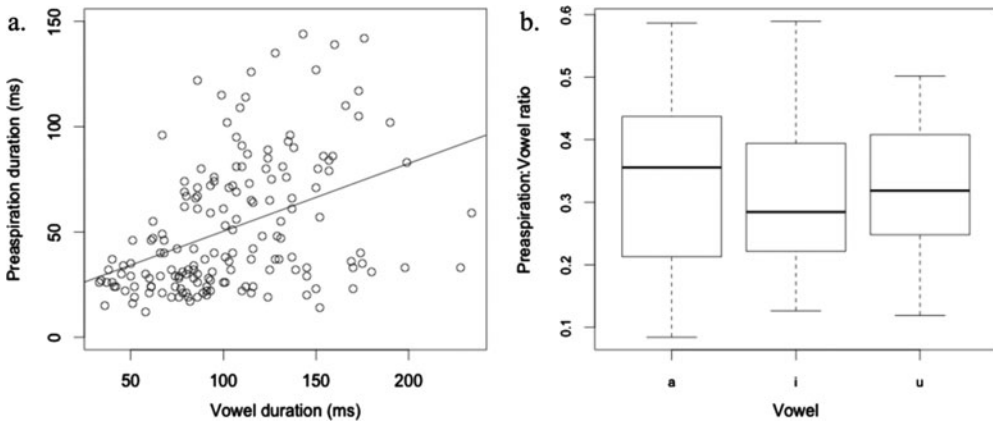 a.
Preaspiration duration (ms)
150
100
50
0
50 100 150 200
Vowel duration (ms)
b.
Preaspiration:Vowel ratio
0.6
0.5
0.4
0.3
0.2
0.1
a i u
Vowel